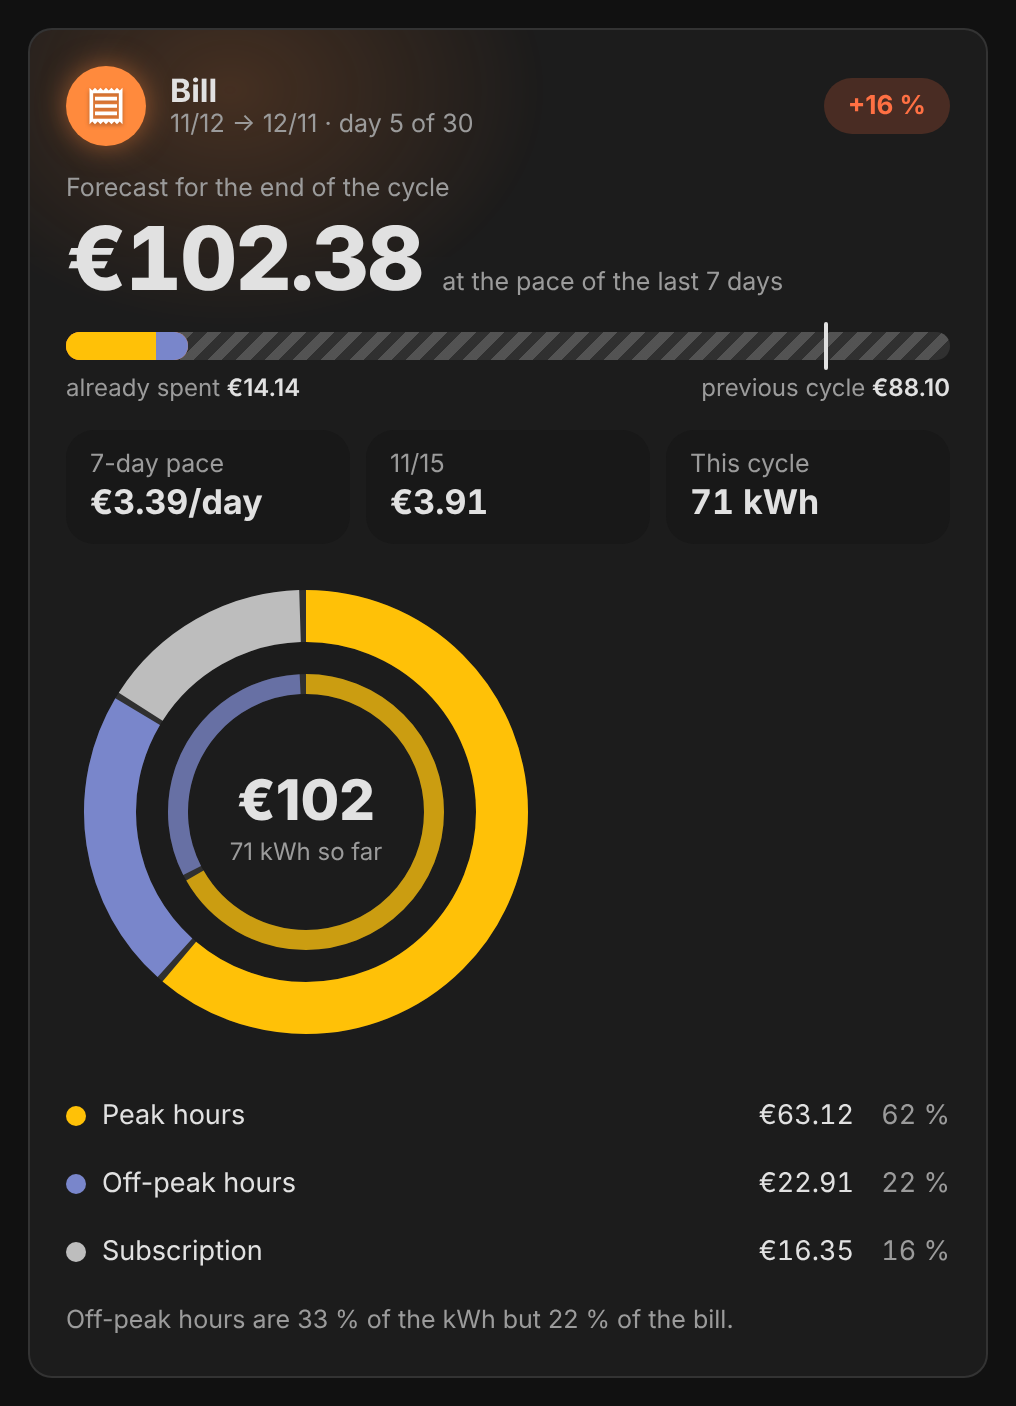 Bill
11/12 → 12/11 · day 5 of 30
+16 %
Forecast for the end of the cycle
€102.38 at the pace of the last 7 days
already spent €14.14
previous cycle €88.10
7-day pace
€3.39/day
11/15
€3.91
This cycle
71 kWh
€102
71 kWh so far
Peak hours €63.12 62 %
Off-peak hours €22.91 22 %
Subscription €16.35 16 %
Off-peak hours are 33 % of the kWh but 22 % of the bill.